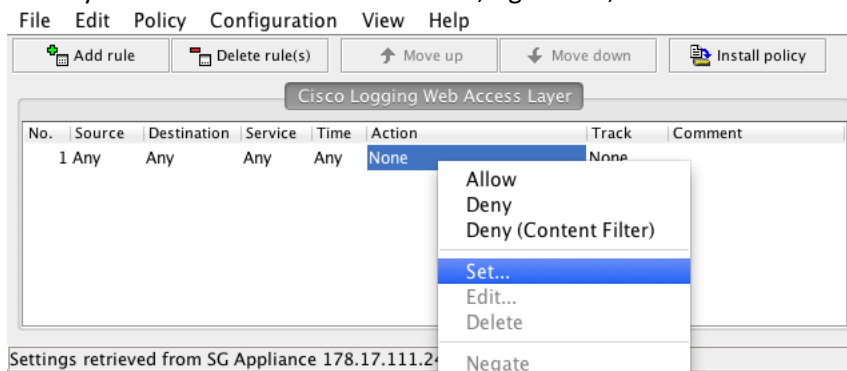 File Edit Policy Configuration View Help
Add rule Delete rule(s) Move up Move down Install policy
Cisco Logging Web Access Layer
No. Source Destination Service Time Action Track Comment
1 Any Any Any Any None None
Allow
Deny
Deny (Content Filter)
Set...
Edit...
Delete
Negate
Settings retrieved from SG Appliance 178.17.111.24